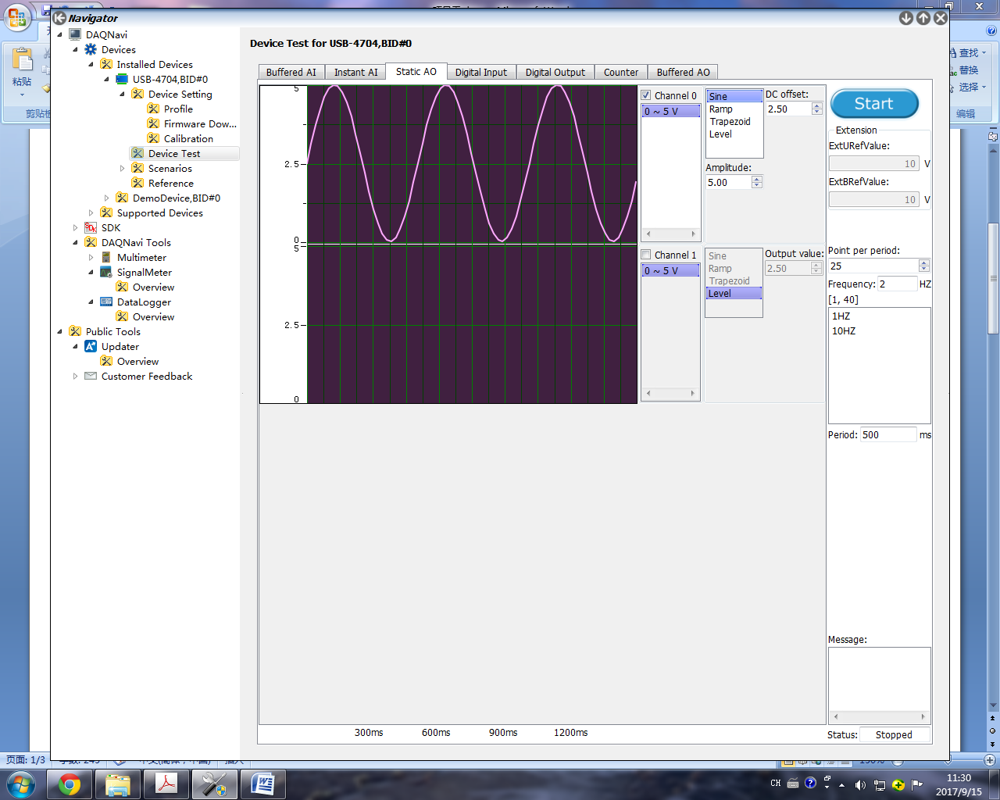 Navigator
DAQNavi
Devices
Installed Devices
USB-4704,BID#0
Device Setting
Profile
Firmware Dow...
Calibration
Device Test
Scenarios
Reference
DemoDevice,BID#0
Supported Devices
SDK
DAQNavi Tools
Multimeter
SignalMeter
Overview
DataLogger
Overview
Public Tools
Updater
Overview
Customer Feedback
粘贴
查找
替换
选择
编辑
Device Test for USB-4704,BID#0
Buffered AI
Instant AI
Static AO
Digital Input
Digital Output
Counter
Buffered AO
5
2.5
0
5
2.5
0
Channel 0
0 ~ 5 V
Sine
Ramp
Trapezoid
Level
DC offset:
2.50
Amplitude:
5.00
Channel 1
0 ~ 5 V
Sine
Ramp
Trapezoid
Level
Output value:
2.50
Start
Extension
ExtURefValue:
10 V
ExtBRefValue:
10 V
Point per period:
25
Frequency: 2 HZ
[1, 40]
1HZ
10HZ
Period: 500 ms
Message:
Status: Stopped
300ms 600ms 900ms 1200ms
页面: 1/3
CH
11:30
2017/9/15